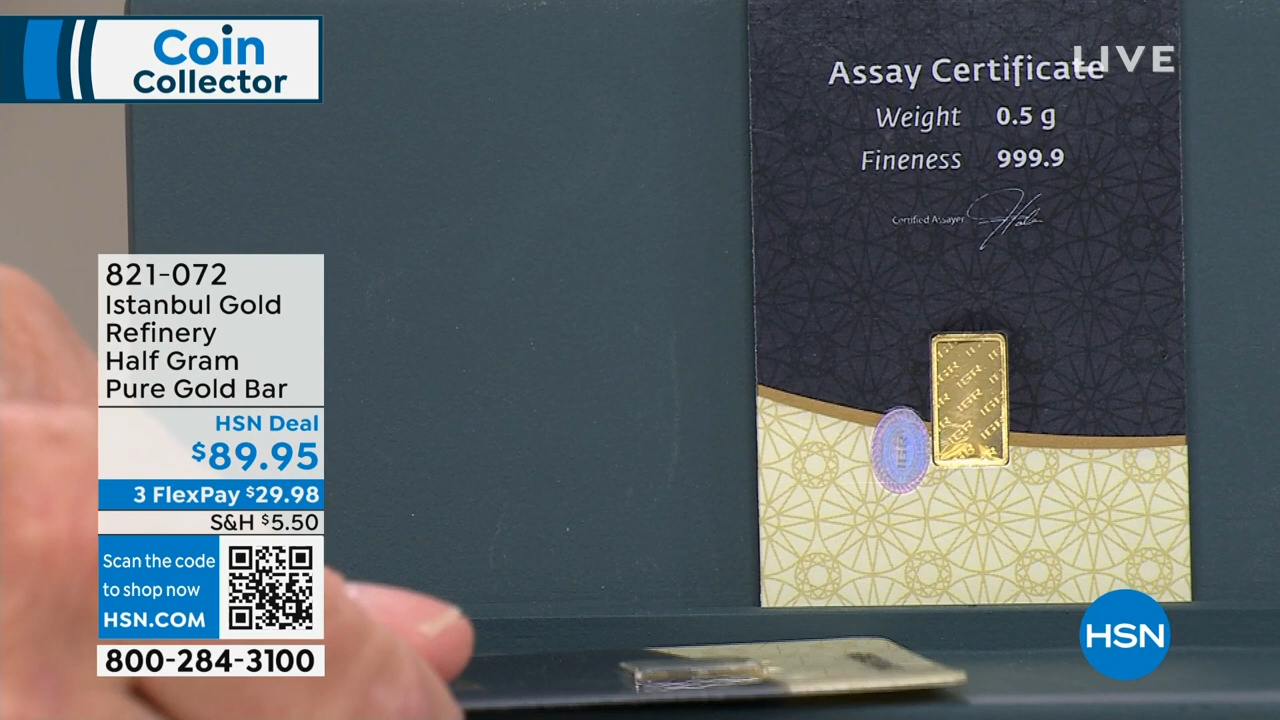 Coin
Collector
LIVE
Assay Certificate
Weight 0.5 g
Fineness 999.9
Certified Assayer
IGR
IGR
821-072
Istanbul Gold
Refinery
Half Gram
Pure Gold Bar
HSN Deal
$89.95
3 FlexPay $29.98
S&H $5.50
Scan the code
to shop now
HSN.COM
800-284-3100
HSN